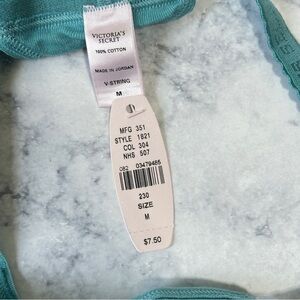 VICTORIA'S
SECRET
100% COTTON
MADE IN JORDAN
V-STRING
M
MFG 351
STYLE 1821
COL 304
NHS 507
082 03479485
230
SIZE
M
$7.50